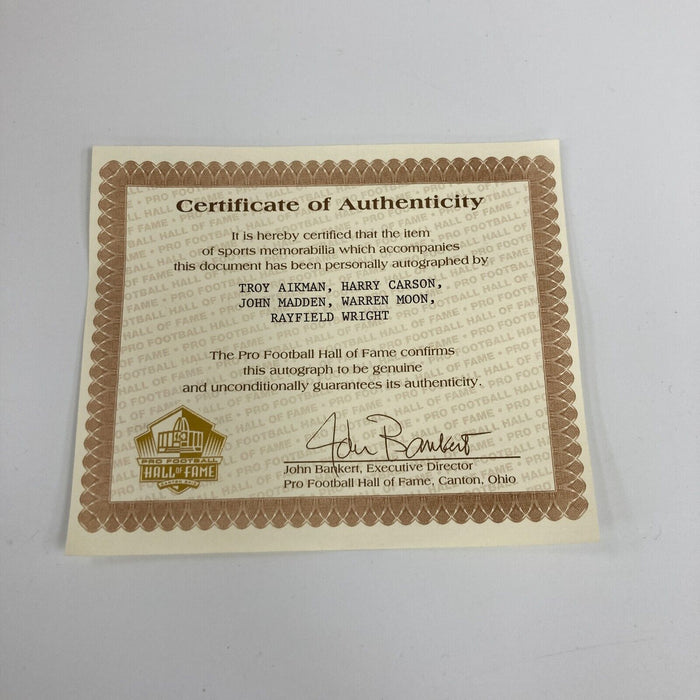 Certificate of Authenticity
It is hereby certified that the item
of sports memorabilia which accompanies
this document has been personally autographed by
TROY AIKMAN, HARRY CARSON,
JOHN MADDEN, WARREN MOON,
RAYFIELD WRIGHT
The Pro Football Hall of Fame confirms
this autograph to be genuine
and unconditionally guarantees its authenticity.
PRO FOOTBALL
HALL OF FAME
CANTON, OHIO
John Bankert
John Bankert, Executive Director
Pro Football Hall of Fame, Canton, Ohio